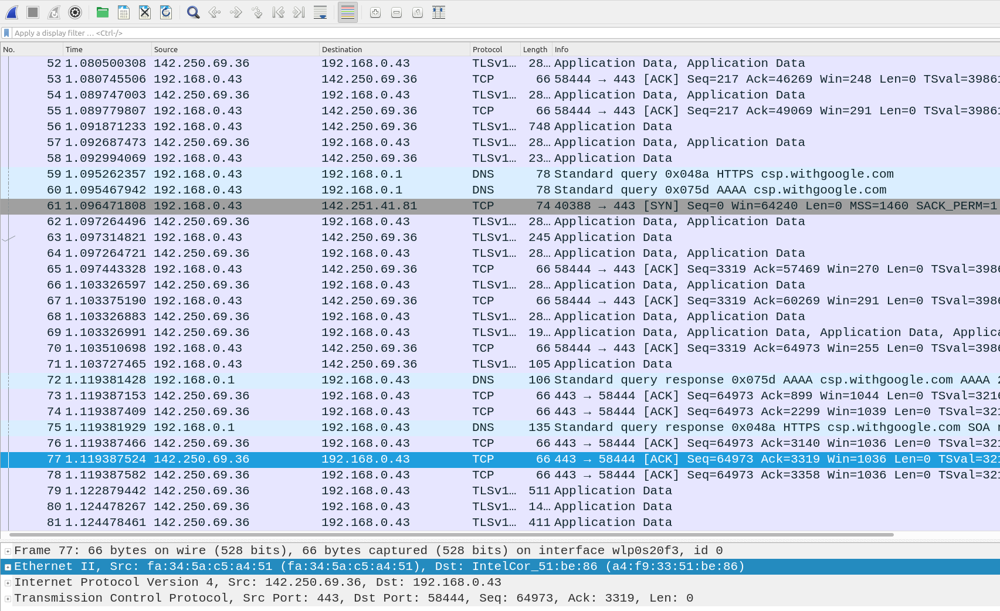 Apply a display filter … <Ctrl-/>
No. Time Source Destination Protocol Length Info
52 1.080500308 142.250.69.36 192.168.0.43 TLSv1… 28… Application Data, Application Data
53 1.080745506 192.168.0.43 142.250.69.36 TCP 66 58444 → 443 [ACK] Seq=217 Ack=46269 Win=248 Len=0 TSval=39861
54 1.089747003 142.250.69.36 192.168.0.43 TLSv1… 28… Application Data, Application Data
55 1.089779807 192.168.0.43 142.250.69.36 TCP 66 58444 → 443 [ACK] Seq=217 Ack=49069 Win=291 Len=0 TSval=39861
56 1.091871233 192.168.0.43 142.250.69.36 TLSv1… 748 Application Data
57 1.092687473 142.250.69.36 192.168.0.43 TLSv1… 28… Application Data, Application Data
58 1.092994069 192.168.0.43 142.250.69.36 TLSv1… 23… Application Data
59 1.095262357 192.168.0.43 192.168.0.1 DNS 78 Standard query 0x048a HTTPS csp.withgoogle.com
60 1.095467942 192.168.0.43 192.168.0.1 DNS 78 Standard query 0x075d AAAA csp.withgoogle.com
61 1.096471808 192.168.0.43 142.251.41.81 TCP 74 40388 → 443 [SYN] Seq=0 Win=64240 Len=0 MSS=1460 SACK_PERM=1
62 1.097264496 142.250.69.36 192.168.0.43 TLSv1… 28… Application Data, Application Data
63 1.097314821 192.168.0.43 142.250.69.36 TLSv1… 245 Application Data
64 1.097264721 142.250.69.36 192.168.0.43 TLSv1… 28… Application Data, Application Data
65 1.097443328 192.168.0.43 142.250.69.36 TCP 66 58444 → 443 [ACK] Seq=3319 Ack=57469 Win=270 Len=0 TSval=3986
66 1.103326597 142.250.69.36 192.168.0.43 TLSv1… 28… Application Data, Application Data
67 1.103375190 192.168.0.43 142.250.69.36 TCP 66 58444 → 443 [ACK] Seq=3319 Ack=60269 Win=291 Len=0 TSval=3986
68 1.103326883 142.250.69.36 192.168.0.43 TLSv1… 28… Application Data, Application Data
69 1.103326991 142.250.69.36 192.168.0.43 TLSv1… 19… Application Data, Application Data, Application Data, Applica
70 1.103510698 192.168.0.43 142.250.69.36 TCP 66 58444 → 443 [ACK] Seq=3319 Ack=64973 Win=255 Len=0 TSval=3986
71 1.103727465 192.168.0.43 142.250.69.36 TLSv1… 105 Application Data
72 1.119381428 192.168.0.1 192.168.0.43 DNS 106 Standard query response 0x075d AAAA csp.withgoogle.com AAAA 2
73 1.119387153 142.250.69.36 192.168.0.43 TCP 66 443 → 58444 [ACK] Seq=64973 Ack=899 Win=1044 Len=0 TSval=3216
74 1.119387409 142.250.69.36 192.168.0.43 TCP 66 443 → 58444 [ACK] Seq=64973 Ack=2299 Win=1039 Len=0 TSval=321
75 1.119381929 192.168.0.1 192.168.0.43 DNS 135 Standard query response 0x048a HTTPS csp.withgoogle.com SOA n
76 1.119387466 142.250.69.36 192.168.0.43 TCP 66 443 → 58444 [ACK] Seq=64973 Ack=3140 Win=1036 Len=0 TSval=321
77 1.119387524 142.250.69.36 192.168.0.43 TCP 66 443 → 58444 [ACK] Seq=64973 Ack=3319 Win=1036 Len=0 TSval=321
78 1.119387582 142.250.69.36 192.168.0.43 TCP 66 443 → 58444 [ACK] Seq=64973 Ack=3358 Win=1036 Len=0 TSval=321
79 1.122879442 142.250.69.36 192.168.0.43 TLSv1… 511 Application Data
80 1.124478267 142.250.69.36 192.168.0.43 TLSv1… 14… Application Data
81 1.124478461 142.250.69.36 192.168.0.43 TLSv1… 411 Application Data
Frame 77: 66 bytes on wire (528 bits), 66 bytes captured (528 bits) on interface wlp0s20f3, id 0
Ethernet II, Src: fa:34:5a:c5:a4:51 (fa:34:5a:c5:a4:51), Dst: IntelCor_51:be:86 (a4:f9:33:51:be:86)
Internet Protocol Version 4, Src: 142.250.69.36, Dst: 192.168.0.43
Transmission Control Protocol, Src Port: 443, Dst Port: 58444, Seq: 64973, Ack: 3319, Len: 0